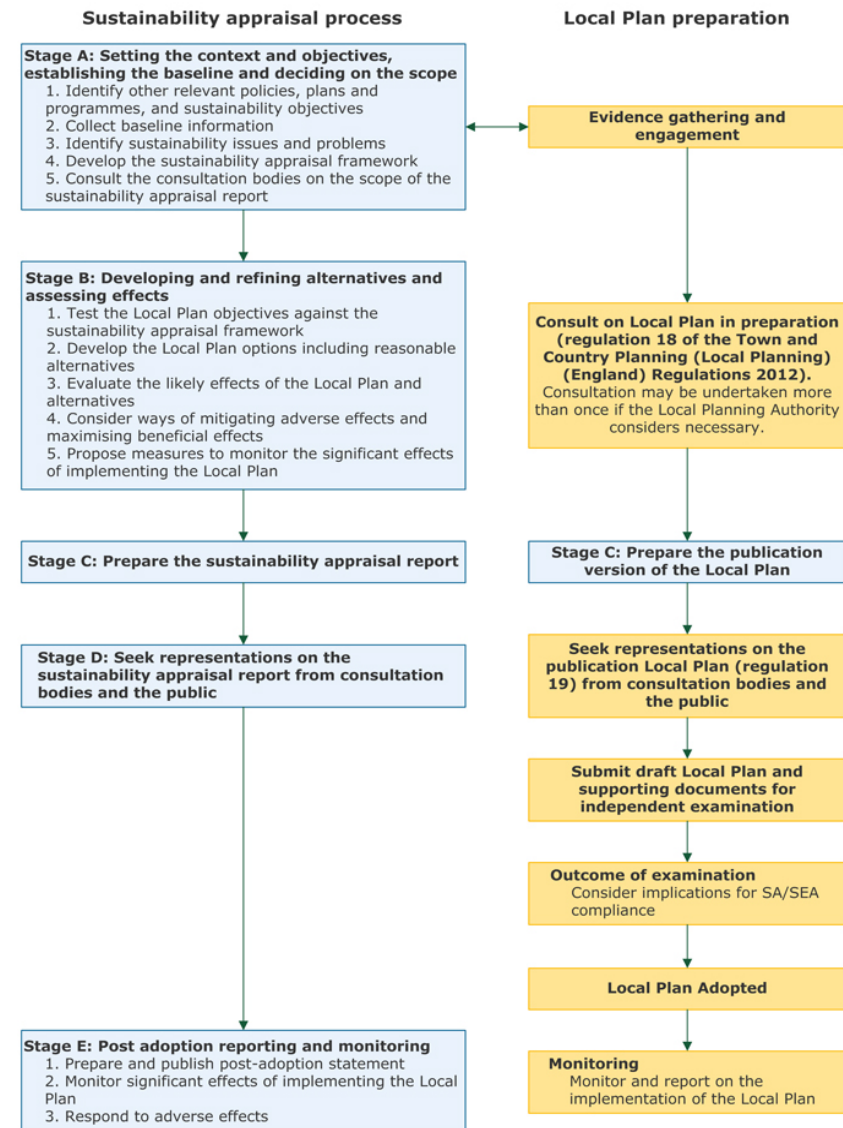 Sustainability appraisal process
Stage A: Setting the context and objectives,
establishing the baseline and deciding on the scope
1. Identify other relevant policies, plans and
programmes, and sustainability objectives
2. Collect baseline information
3. Identify sustainability issues and problems
4. Develop the sustainability appraisal framework
5. Consult the consultation bodies on the scope of the
sustainability appraisal report
Stage B: Developing and refining alternatives and
assessing effects
1. Test the Local Plan objectives against the
sustainability appraisal framework
2. Develop the Local Plan options including reasonable
alternatives
3. Evaluate the likely effects of the Local Plan and
alternatives
4. Consider ways of mitigating adverse effects and
maximising beneficial effects
5. Propose measures to monitor the significant effects
of implementing the Local Plan
Stage C: Prepare the sustainability appraisal report
Stage D: Seek representations on the
sustainability appraisal report from consultation
bodies and the public
Stage E: Post adoption reporting and monitoring
1. Prepare and publish post-adoption statement
2. Monitor significant effects of implementing the Local
Plan
3. Respond to adverse effects
Local Plan preparation
Evidence gathering and
engagement
Consult on Local Plan in preparation
(regulation 18 of the Town and
Country Planning (Local Planning)
(England) Regulations 2012).
Consultation may be undertaken more
than once if the Local Planning Authority
considers necessary.
Stage C: Prepare the publication
version of the Local Plan
Seek representations on the
publication Local Plan (regulation
19) from consultation bodies and
the public
Submit draft Local Plan and
supporting documents for
independent examination
Outcome of examination
Consider implications for SA/SEA
compliance
Local Plan Adopted
Monitoring
Monitor and report on the
implementation of the Local Plan